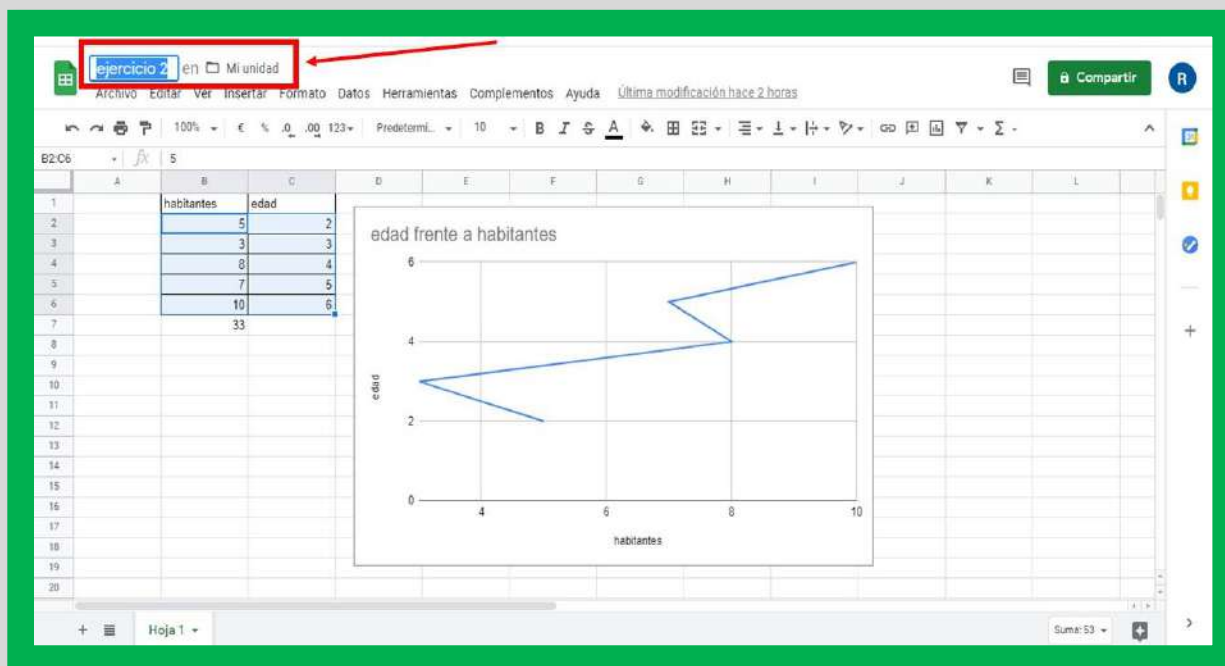 ejercicio 2 en Mi unidad
Compartir
R
Archivo Editar Ver Insertar Formato Datos Herramientas Complementos Ayuda Última modificación hace 2 horas
100% € % .0 .00 123 Predetermi... 10 B I S A
B2:C6 fx 5
A B C D E F G H I J K L
1 habitantes edad
2 5 2
3 3 3
4 8 4
5 7 5
6 10 6
7 33
8
9
10
11
12
13
14
15
16
17
18
19
20
edad frente a habitantes
6
4
2
0
edad
4 6 8 10
habitantes
+ Hoja 1 Suma: 53